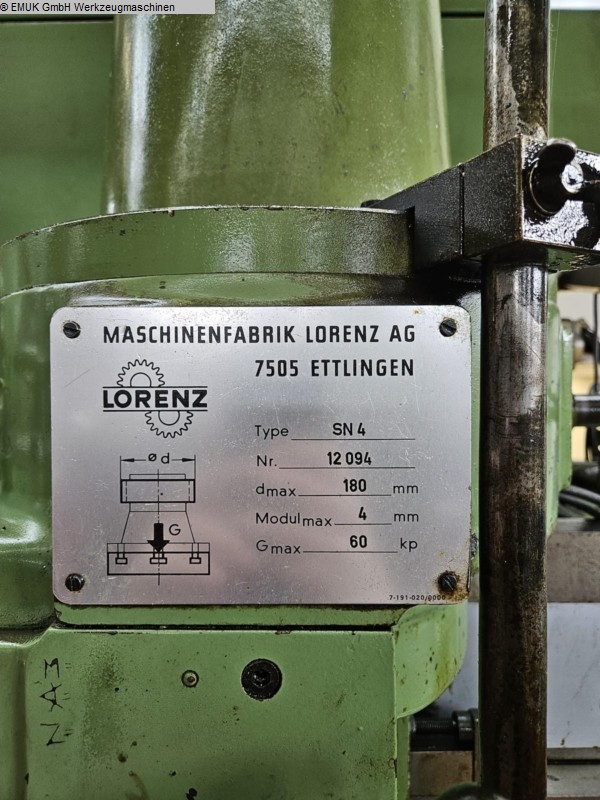 © EMUK GmbH Werkzeugmaschinen
MASCHINENFABRIK LORENZ AG
7505 ETTLINGEN
LORENZ
Type SN 4
Nr. 12 094
ø d
dmax 180 mm
G
Modulmax 4 mm
Gmax 60 kp
7-191-020/0000
NA3